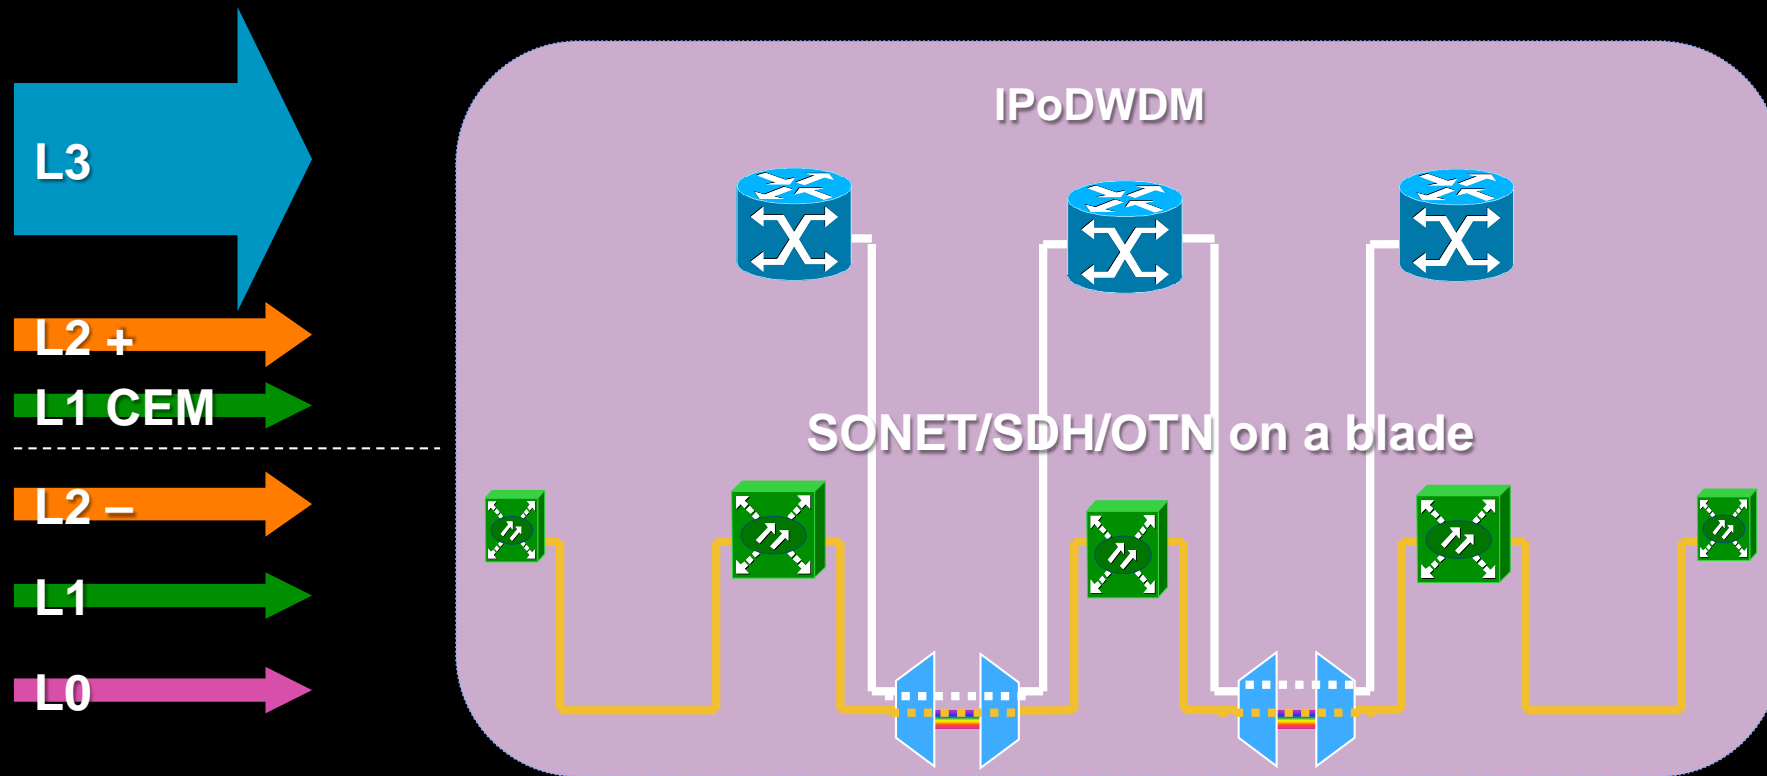 L3
L2 +
L1 CEM
L2 –
L1
L0
IPoDWDM
SONET/SDH/OTN on a blade